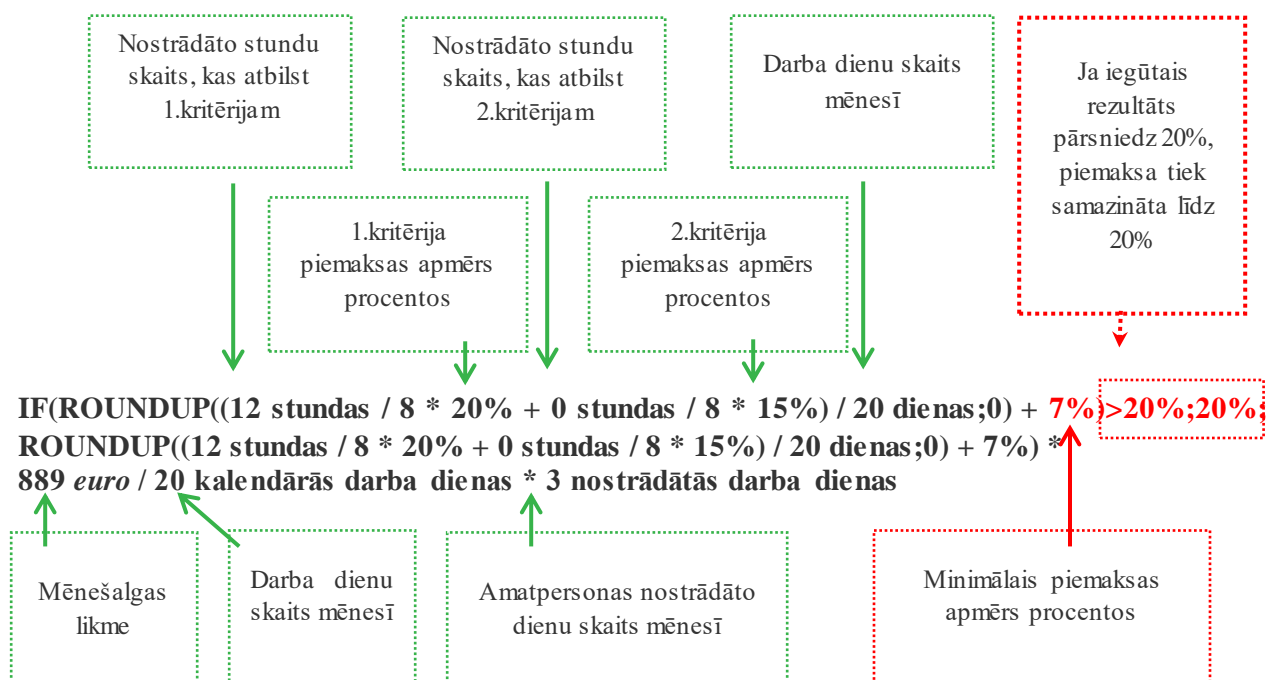 Nostrādāto stundu
skaits, kas atbilst
1.kritērijam
Nostrādāto stundu
skaits, kas atbilst
2.kritērijam
Darba dienu skaits
mēnesī
Ja iegūtais
rezultāts
pārsniedz 20%,
piemaksa tiek
samazināta līdz
20%
1.kritērija
piemaksas apmērs
procentos
2.kritērija
piemaksas apmērs
procentos
IF(ROUNDUP((12 stundas / 8 * 20% + 0 stundas / 8 * 15%) / 20 dienas;0) + 7%)>20%;20%;
ROUNDUP((12 stundas / 8 * 20% + 0 stundas / 8 * 15%) / 20 dienas;0) + 7%) *
889 euro / 20 kalendārās darba dienas * 3 nostrādātās darba dienas
Mēnešalgas
likme
Darba dienu
skaits mēnesī
Amatpersonas nostrādāto
dienu skaits mēnesī
Minimālais piemaksas
apmērs procentos